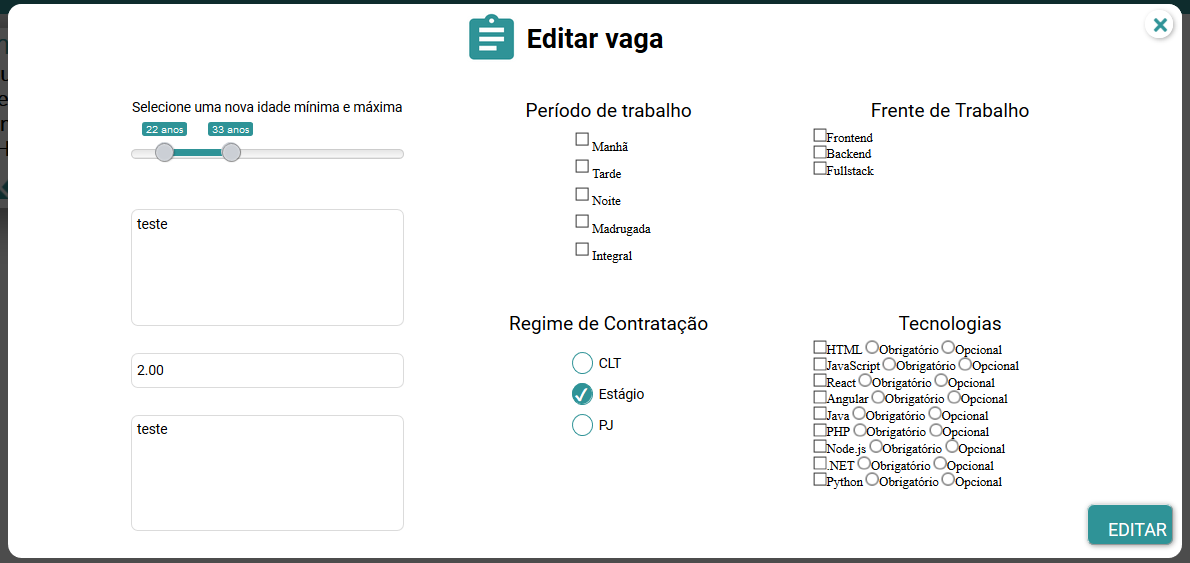 Editar vaga
Selecione uma nova idade mínima e máxima
22 anos 33 anos
teste
2.00
teste
Período de trabalho
Manhã
Tarde
Noite
Madrugada
Integral
Regime de Contratação
CLT
Estágio
PJ
Frente de Trabalho
Frontend
Backend
Fullstack
Tecnologias
HTML Obrigatório Opcional
JavaScript Obrigatório Opcional
React Obrigatório Opcional
Angular Obrigatório Opcional
Java Obrigatório Opcional
PHP Obrigatório Opcional
Node.js Obrigatório Opcional
.NET Obrigatório Opcional
Python Obrigatório Opcional
EDITAR